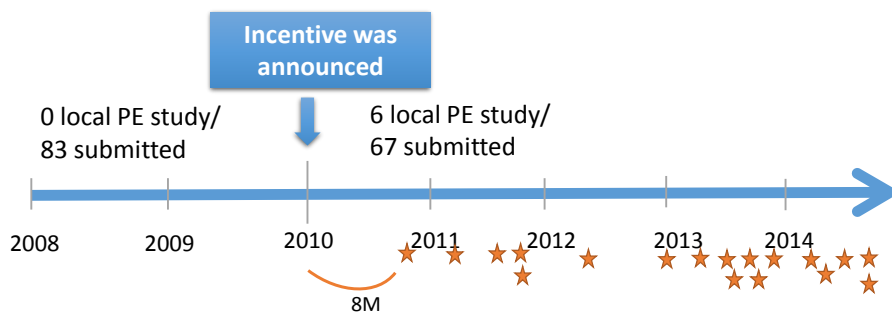 Incentive was
announced
0 local PE study/
83 submitted
6 local PE study/
67 submitted
2008
2009
2010
2011
2012
2013
2014
8M